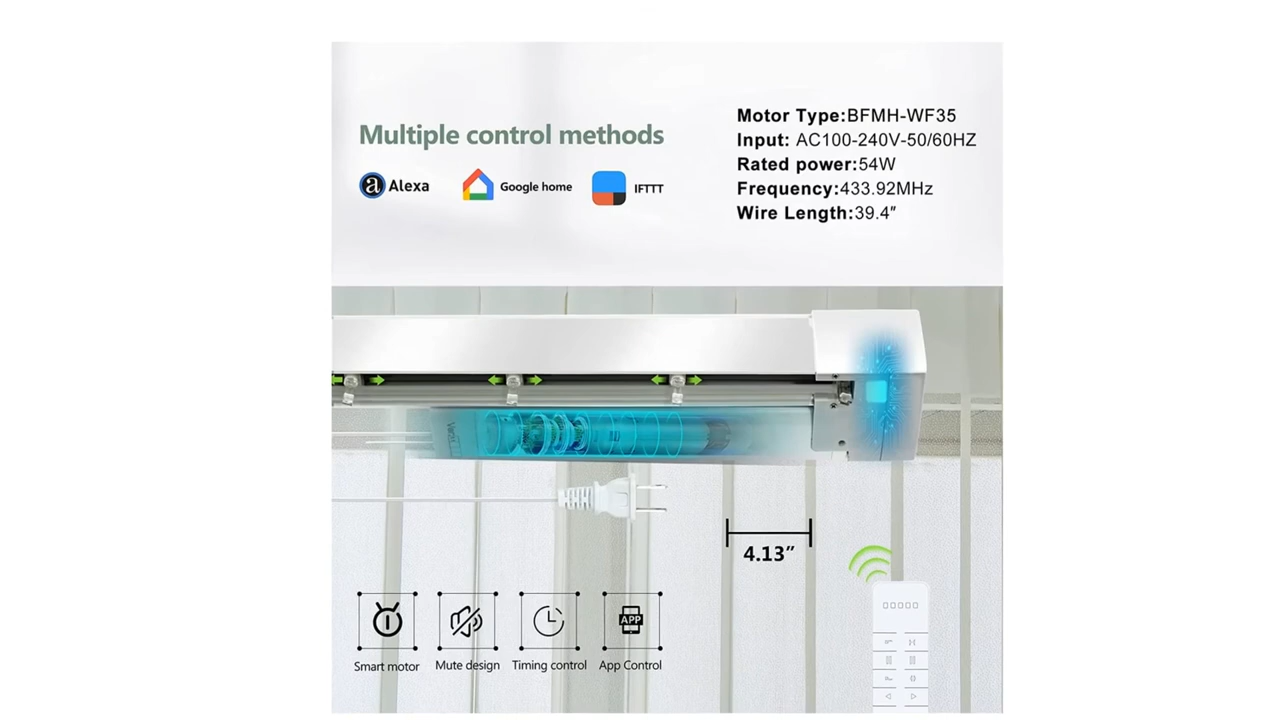 Multiple control methods
Alexa
Google home
IFTTT
Motor Type:BFMH-WF35
Input: AC100-240V-50/60HZ
Rated power:54W
Frequency:433.92MHz
Wire Length:39.4″
4.13″
APP
Smart motor
Mute design
Timing control
App Control